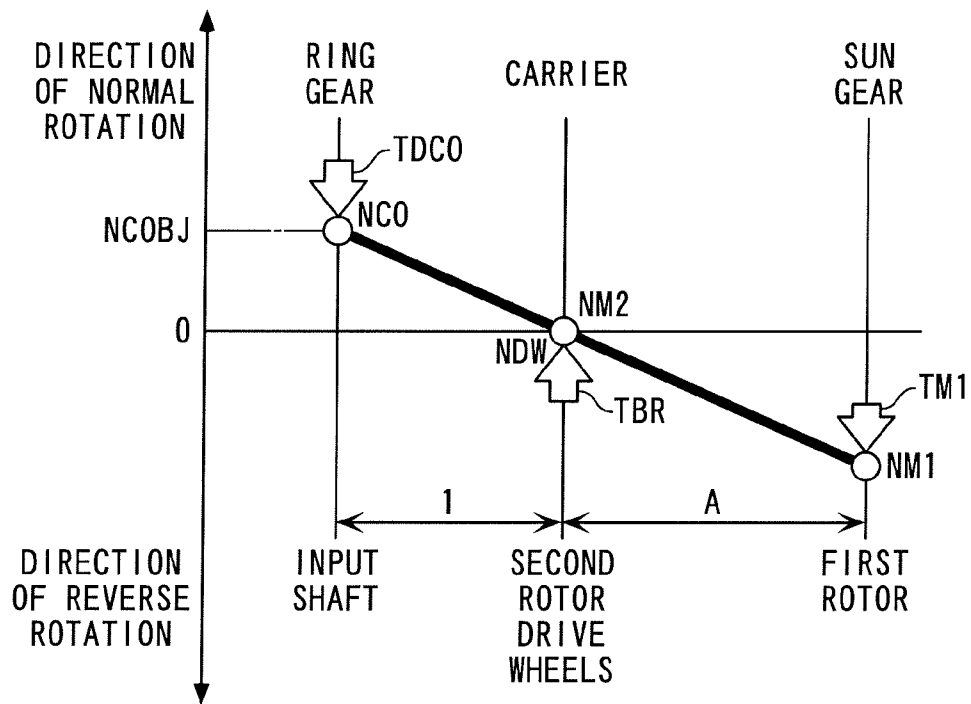 DIRECTION
OF NORMAL
ROTATION
RING
GEAR
CARRIER
SUN
GEAR
TDCO
NCOBJ
NCO
0
NM2
NDW
TBR
TM1
NM1
1
A
DIRECTION
OF REVERSE
ROTATION
INPUT
SHAFT
SECOND
ROTOR
DRIVE
WHEELS
FIRST
ROTOR